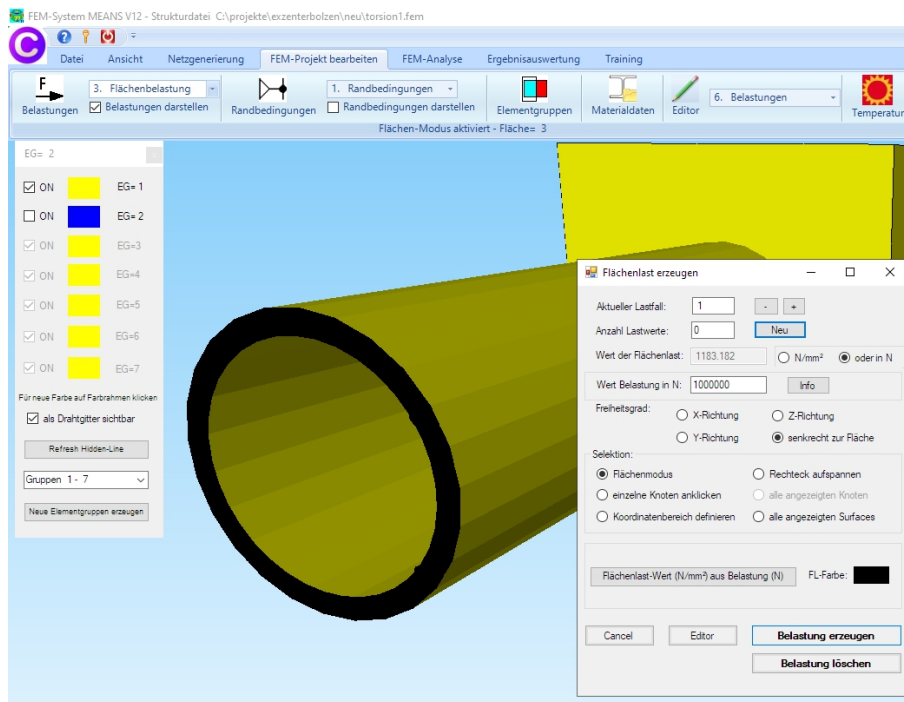 FEM-System MEANS V12 - Strukturdatei C:\projekte\exzenterbolzen\neu\torsion1.fem
Datei Ansicht Netzgenerierung FEM-Projekt bearbeiten FEM-Analyse Ergebnisauswertung Training
F
3. Flächenbelastung
1. Randbedingungen
6. Belastungen
Belastungen
Belastungen darstellen
Randbedingungen
Randbedingungen darstellen
Elementgruppen
Materialdaten
Editor
Temperatur
Flächen-Modus aktiviert - Fläche= 3
EG= 2
ON EG= 1
ON EG= 2
ON EG=3
ON EG=4
ON EG=5
ON EG=6
ON EG=7
Für neue Farbe auf Farbrahmen klicken
als Drahtgitter sichtbar
Refresh Hidden-Line
Gruppen 1 - 7
Neue Elementgruppen erzeugen
Flächenlast erzeugen
Aktueller Lastfall: 1 - +
Anzahl Lastwerte: 0 Neu
Wert der Flächenlast: 1183.182 N/mm² oder in N
Wert Belastung in N: 1000000 Info
Freiheitsgrad:
X-Richtung Z-Richtung
Y-Richtung senkrecht zur Fläche
Selektion:
Flächenmodus Rechteck aufspannen
einzelne Knoten anklicken alle angezeigten Knoten
Koordinatenbereich definieren alle angezeigten Surfaces
Flächenlast-Wert (N/mm²) aus Belastung (N) FL-Farbe:
Cancel Editor Belastung erzeugen
Belastung löschen